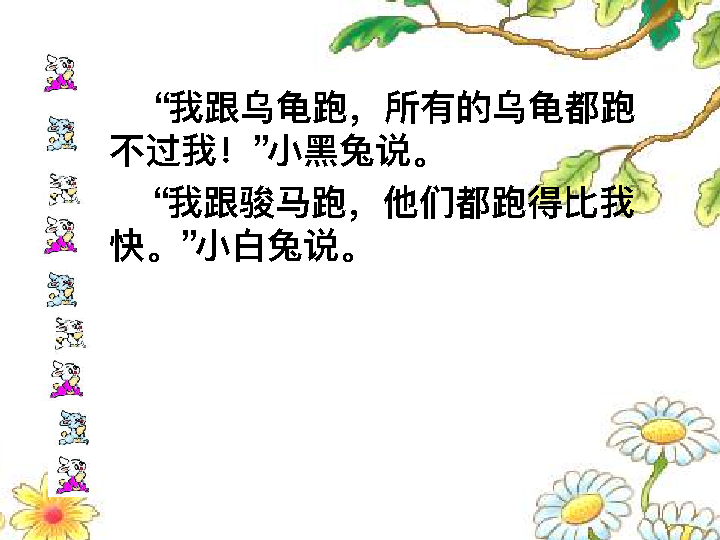 “我跟乌龟跑，所有的乌龟都跑
不过我！”小黑兔说。
“我跟骏马跑，他们都跑得比我
快。”小白兔说。